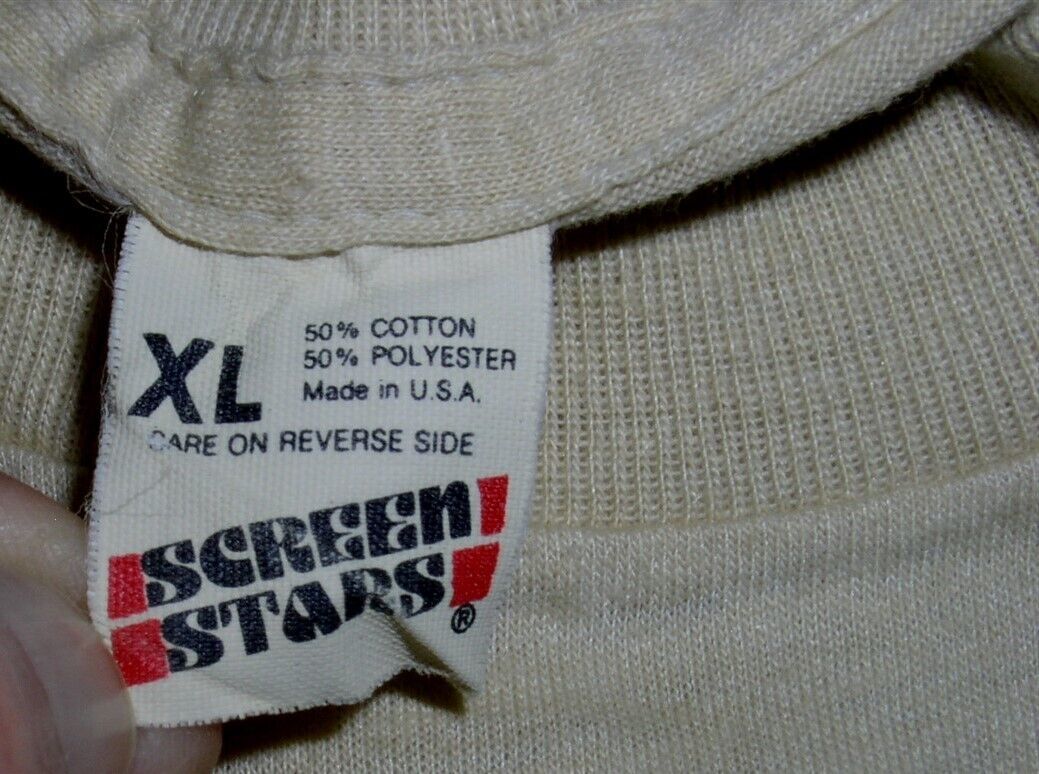 XL
50% COTTON
50% POLYESTER
Made in U.S.A.
CARE ON REVERSE SIDE
SCREEN
STARS®